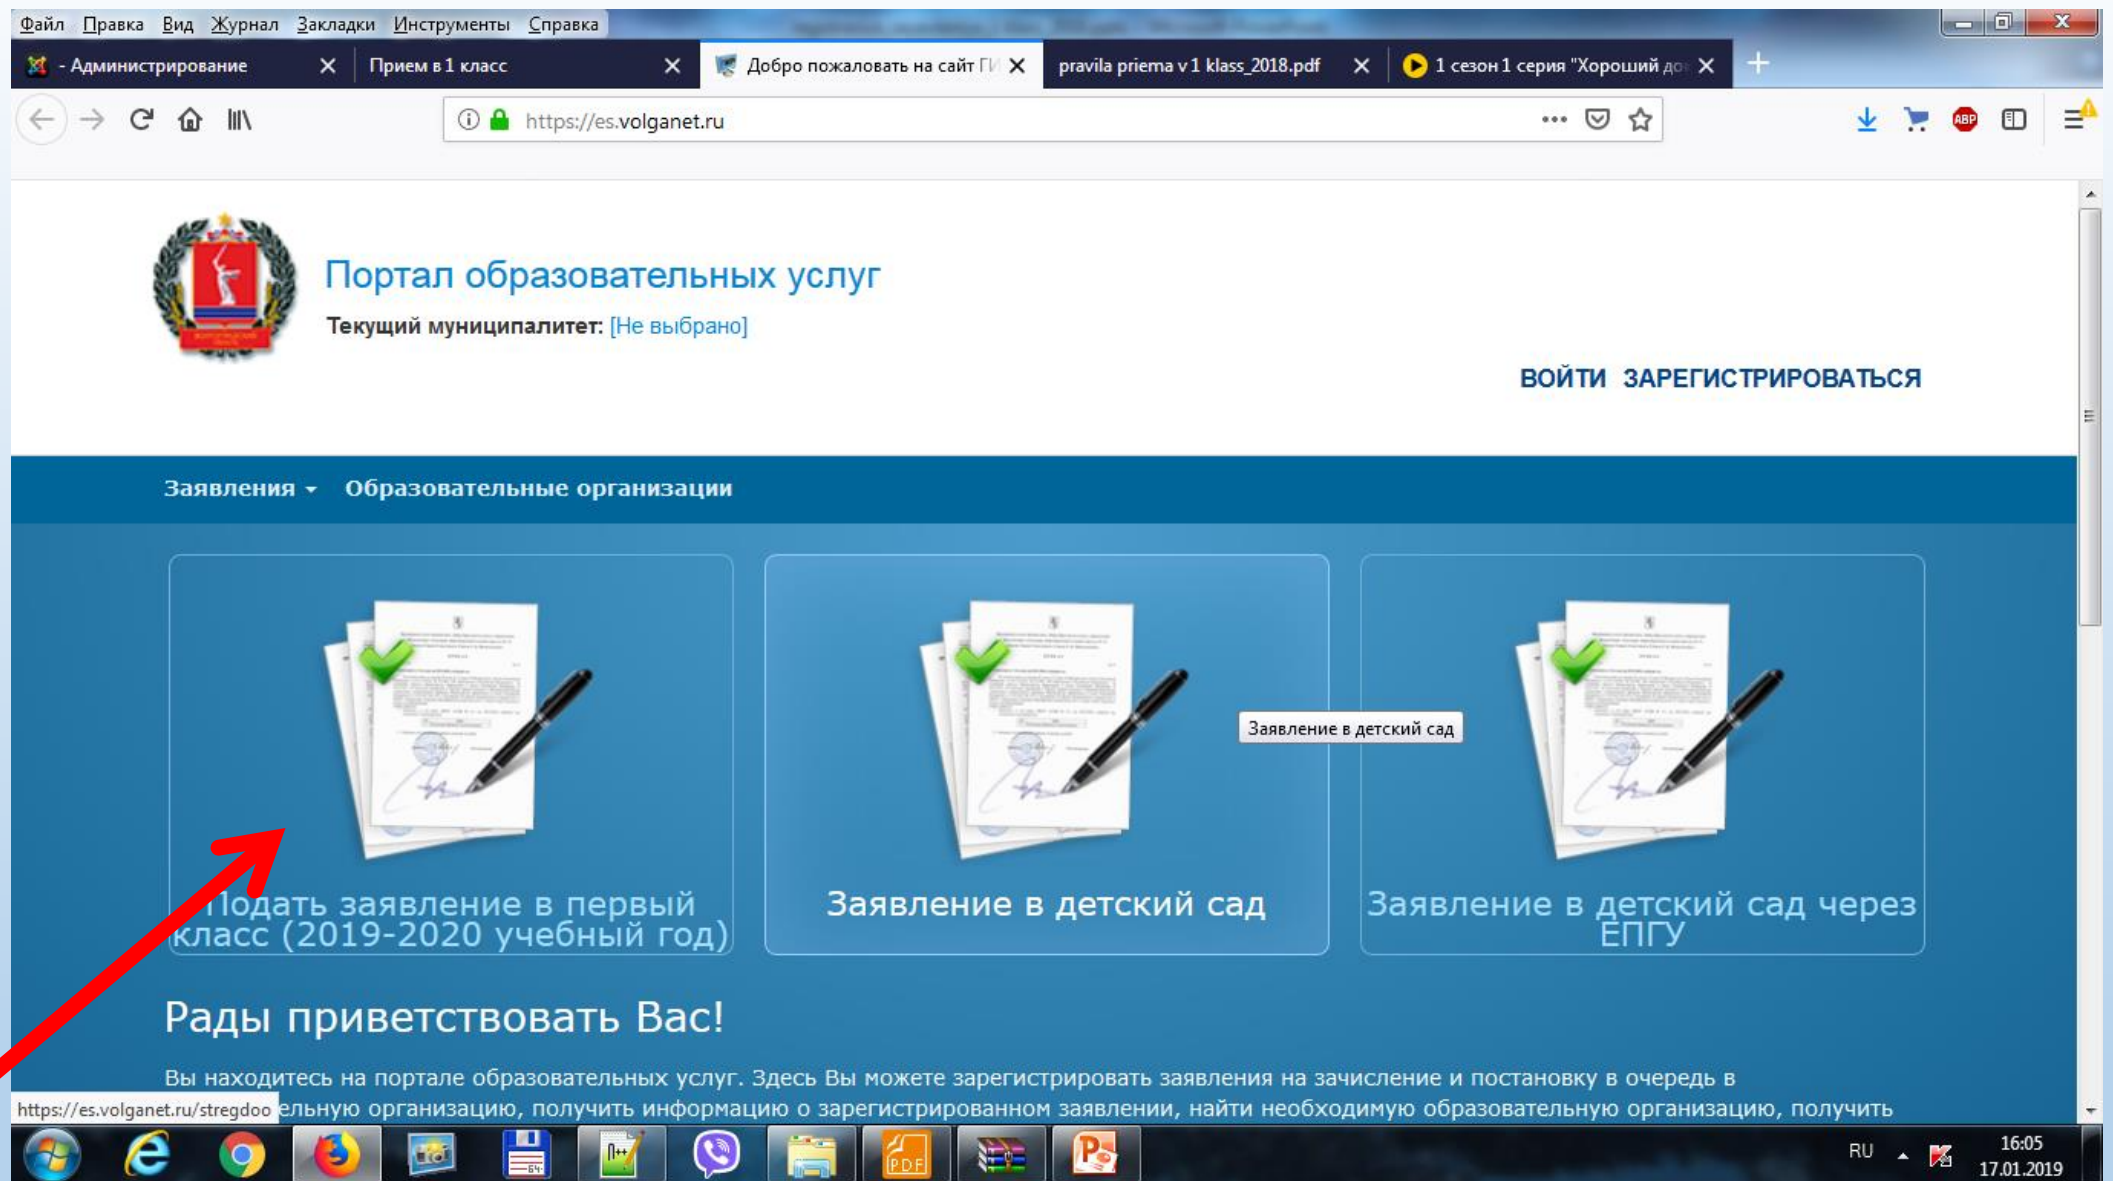 Файл Правка Вид Журнал Закладки Инструменты Справка
- Администрирование
Прием в 1 класс
Добро пожаловать на сайт ГИ
pravila priema v 1 klass_2018.pdf
1 сезон 1 серия "Хороший до
https://es.volganet.ru
ABP
Портал образовательных услуг
Текущий муниципалитет: [Не выбрано]
ВОЙТИ ЗАРЕГИСТРИРОВАТЬСЯ
Заявления Образовательные организации
Заявление в детский сад
Подать заявление в первый
класс (2019-2020 учебный год)
Заявление в детский сад
Заявление в детский сад через
ЕПГУ
Рады приветствовать Вас!
Вы находитесь на портале образовательных услуг. Здесь Вы можете зарегистрировать заявления на зачисление и постановку в очередь в
https://es.volganet.ru/stregdoo ельную организацию, получить информацию о зарегистрированном заявлении, найти необходимую образовательную организацию, получить
64
PDF
RU
16:05
17.01.2019